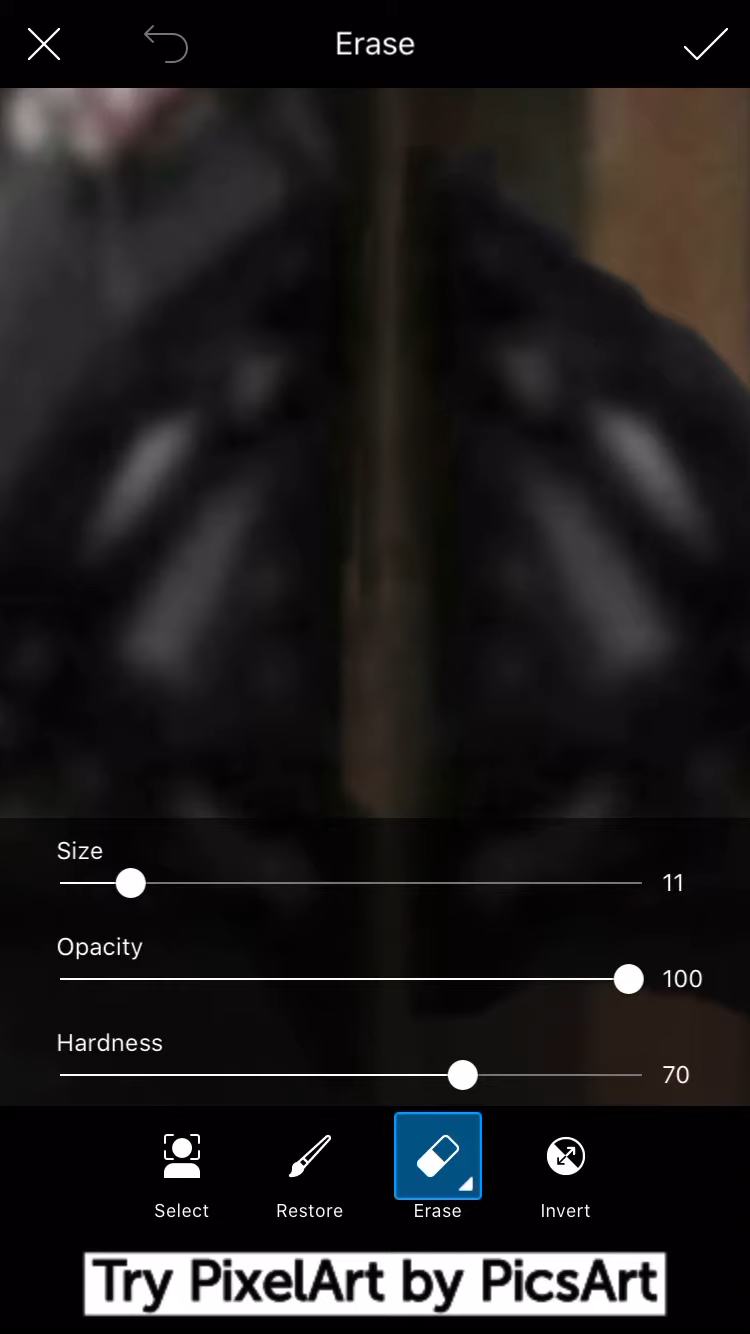 Erase
Size
11
Opacity
100
Hardness
70
Select Restore Erase Invert
Try PixelArt by PicsArt